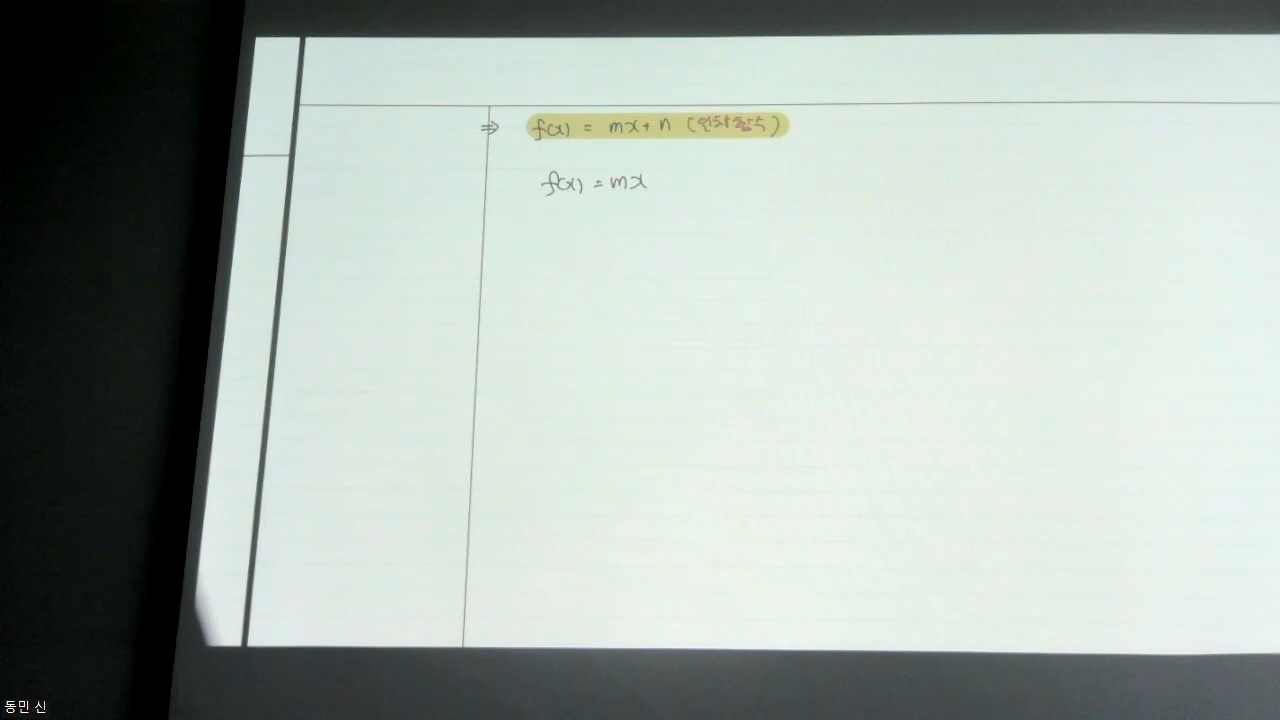 ⇒ f(x) = mx + n (일차함수)
f(x) = mx
동민 신